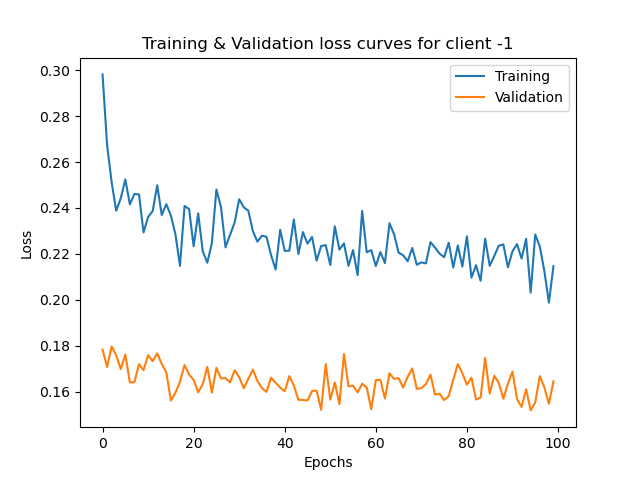 Training & Validation loss curves for client -1
Training
Validation
Loss
0.30
0.28
0.26
0.24
0.22
0.20
0.18
0.16
0
20
40
60
80
100
Epochs